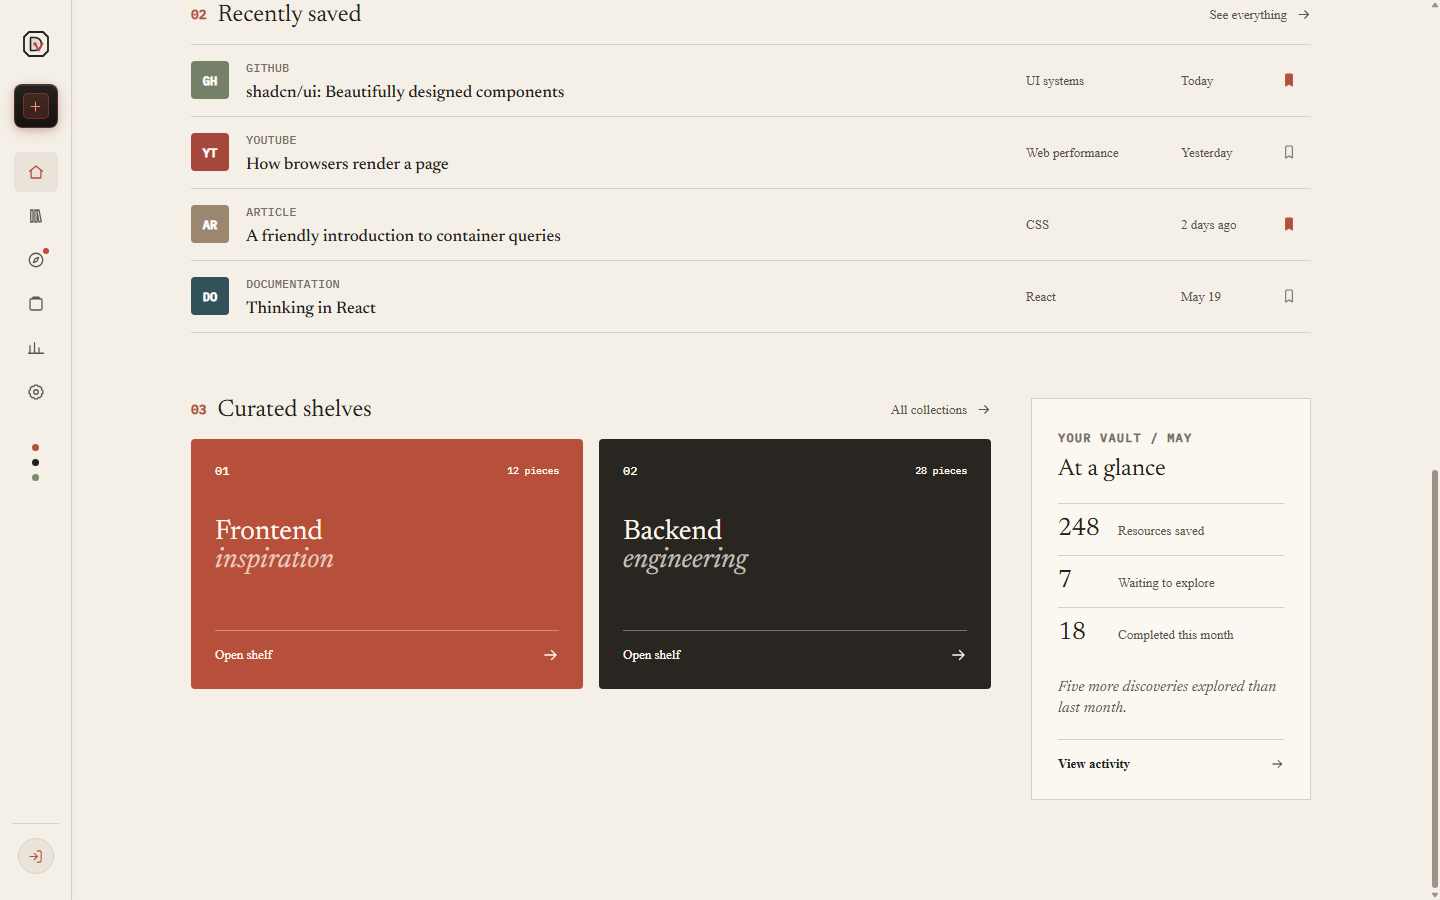 02 Recently saved
See everything
GH
GITHUB
shadcn/ui: Beautifully designed components
UI systems
Today
YT
YOUTUBE
How browsers render a page
Web performance
Yesterday
AR
ARTICLE
A friendly introduction to container queries
CSS
2 days ago
DO
DOCUMENTATION
Thinking in React
React
May 19
03 Curated shelves
All collections
01
12 pieces
Frontend
inspiration
Open shelf
02
28 pieces
Backend
engineering
Open shelf
YOUR VAULT / MAY
At a glance
248 Resources saved
7 Waiting to explore
18 Completed this month
Five more discoveries explored than
last month.
View activity